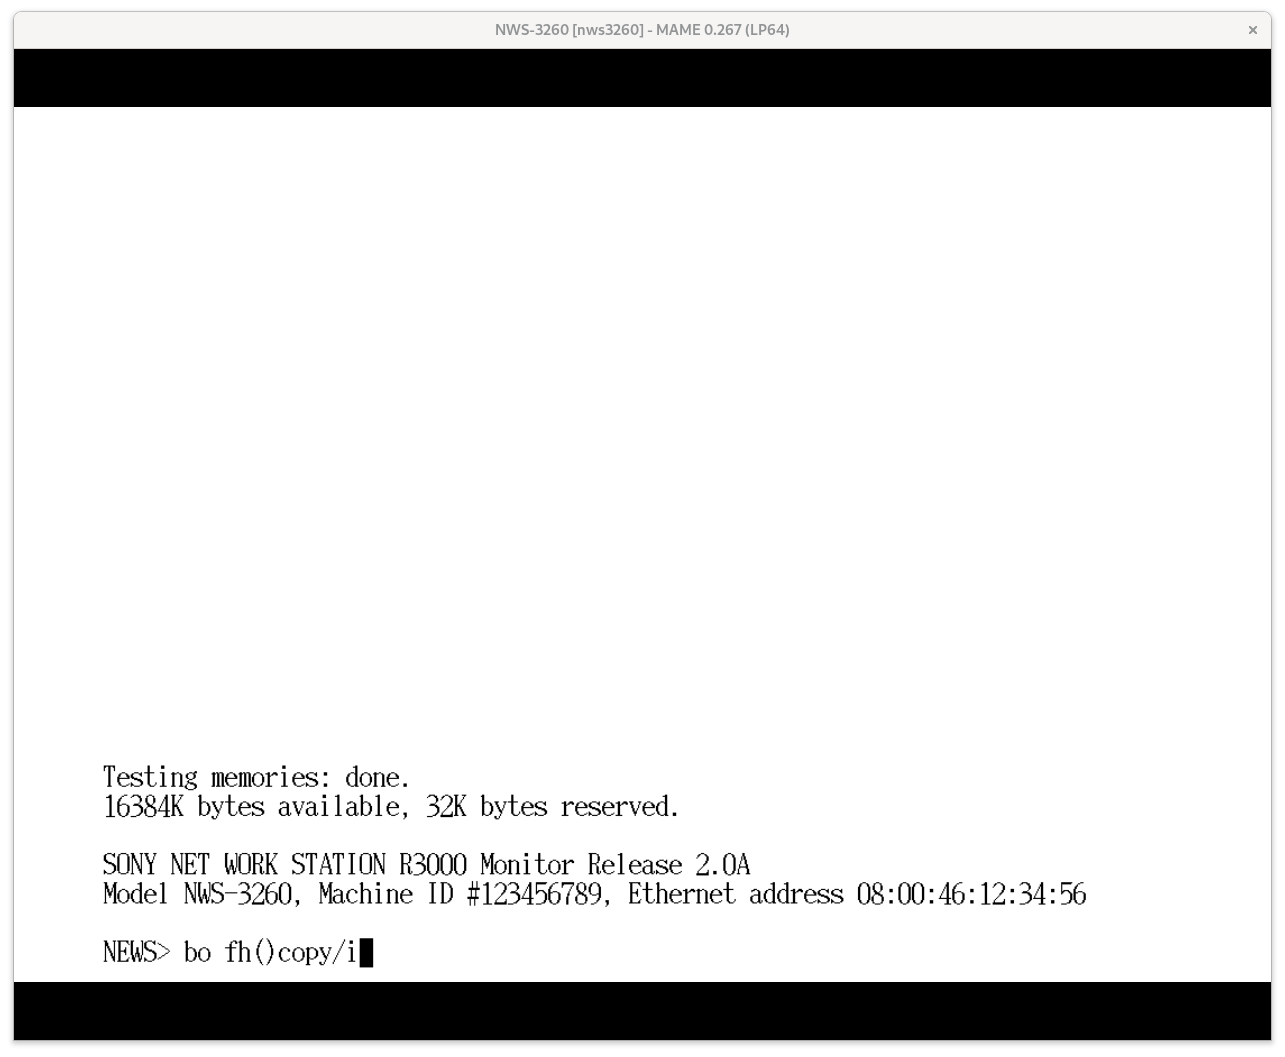 NWS-3260 [nws3260] - MAME 0.267 (LP64)
Testing memories: done.
16384K bytes available, 32K bytes reserved.
SONY NET WORK STATION R3000 Monitor Release 2.0A
Model NWS-3260, Machine ID #123456789, Ethernet address 08:00:46:12:34:56
NEWS> bo fh()copy/i